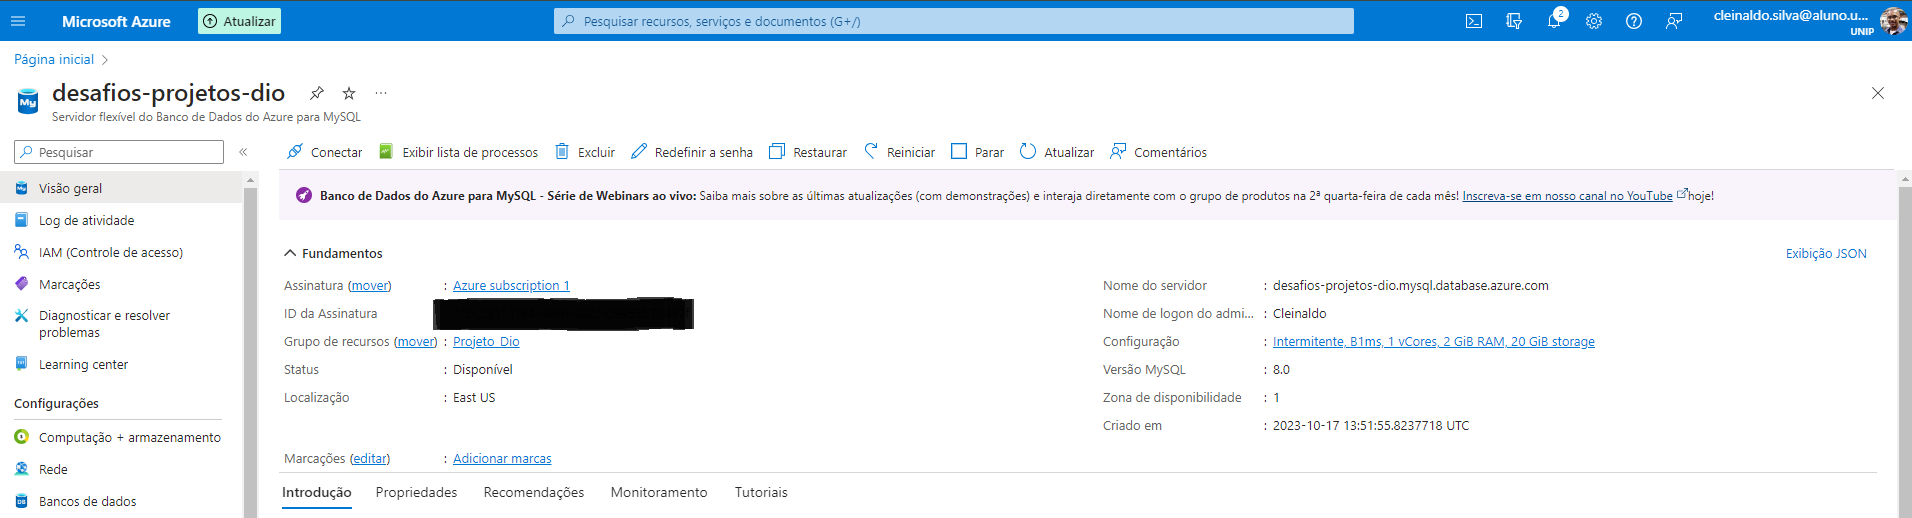 Microsoft Azure
Atualizar
Pesquisar recursos, serviços e documentos (G+/)
2
cleinaldo.silva@aluno.u...
UNIP
Página inicial
My
desafios-projetos-dio
...
Servidor flexível do Banco de Dados do Azure para MySQL
Pesquisar
Conectar
Exibir lista de processos
Excluir
Redefinir a senha
Restaurar
Reiniciar
Parar
Atualizar
Comentários
Visão geral
Log de atividade
IAM (Controle de acesso)
Marcações
Diagnosticar e resolver
problemas
Learning center
Configurações
Computação + armazenamento
Rede
Bancos de dados
Banco de Dados do Azure para MySQL - Série de Webinars ao vivo: Saiba mais sobre as últimas atualizações (com demonstrações) e interaja diretamente com o grupo de produtos na 2ª quarta-feira de cada mês! Inscreva-se em nosso canal no YouTube hoje!
Fundamentos
Exibição JSON
Assinatura (mover) : Azure subscription 1
ID da Assinatura
Grupo de recursos (mover) : Projeto_Dio
Status : Disponível
Localização : East US
Marcações (editar) : Adicionar marcas
Nome do servidor : desafios-projetos-dio.mysql.database.azure.com
Nome de logon do admi... : Cleinaldo
Configuração : Intermitente, B1ms, 1 vCores, 2 GiB RAM, 20 GiB storage
Versão MySQL : 8.0
Zona de disponibilidade : 1
Criado em : 2023-10-17 13:51:55.8237718 UTC
Introdução
Propriedades
Recomendações
Monitoramento
Tutoriais